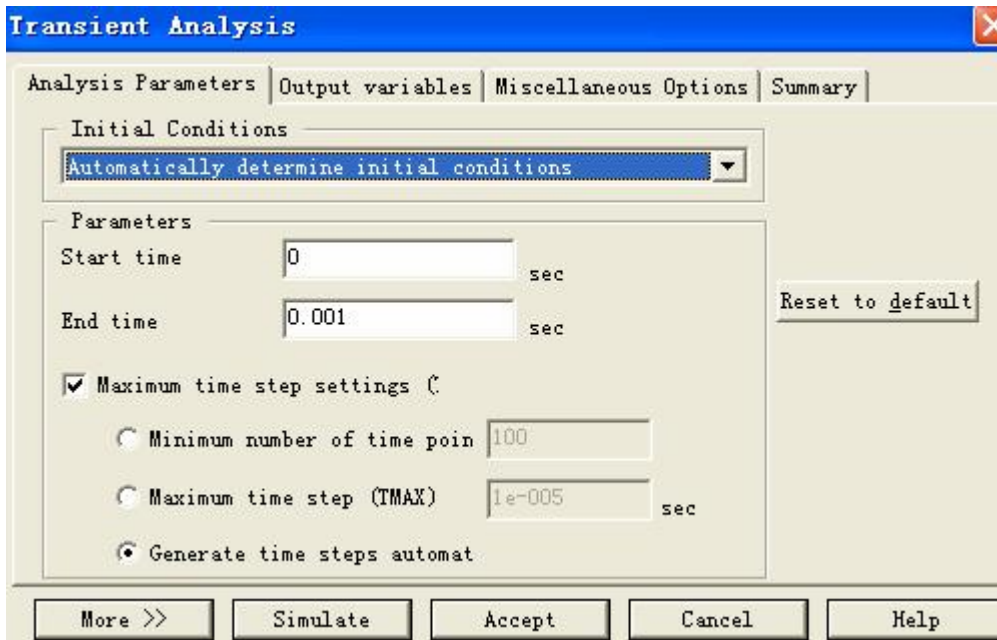 Transient Analysis
Analysis Parameters Output variables Miscellaneous Options Summary
Initial Conditions
Automatically determine initial conditions
Parameters
Start time 0 sec
End time 0.001 sec
Reset to default
Maximum time step settings (
Minimum number of time poin 100
Maximum time step (TMAX) 1e-005 sec
Generate time steps automat
More >> Simulate Accept Cancel Help